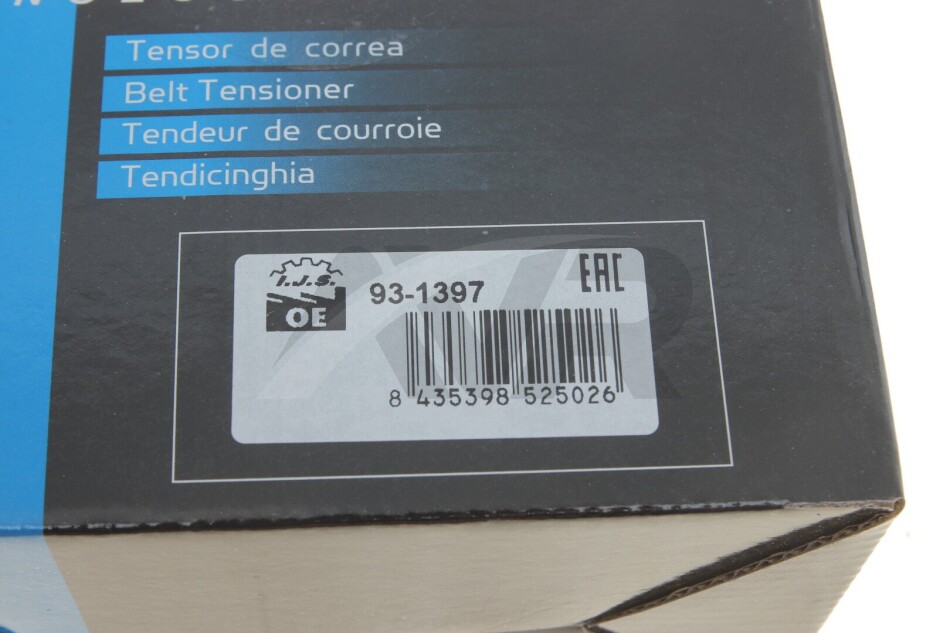 Tensor de correa
Belt Tensioner
Tendeur de courroie
Tendicinghia
I.J.S.
OE
93-1397
EAC
8 435398 525026